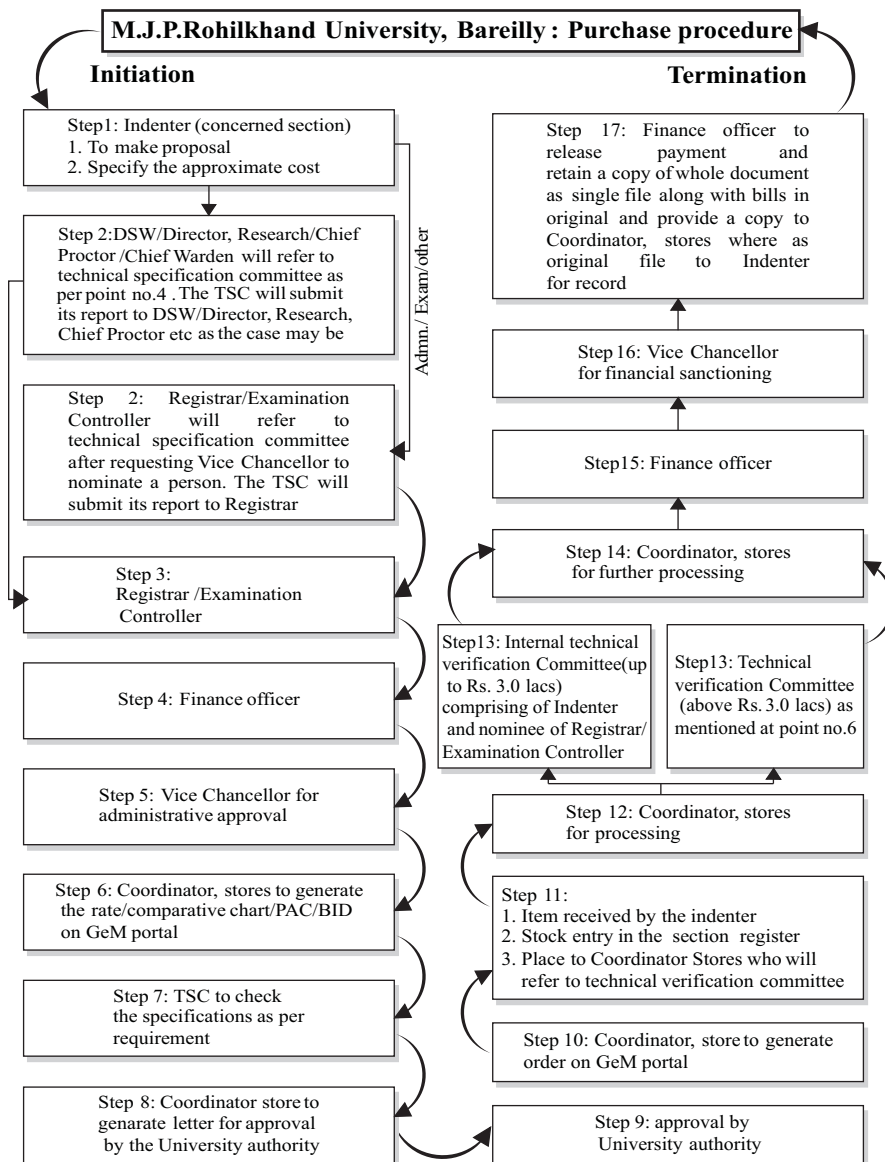 M.J.P.Rohilkhand University, Bareilly : Purchase procedure
Initiation
Step1: Indenter (concerned section)
1. To make proposal
2. Specify the approximate cost
Admn./ Exam/other
Step 2:DSW/Director, Research/Chief
Proctor /Chief Warden will refer to
technical specification committee as
per point no.4 . The TSC will submit
its report to DSW/Director, Research,
Chief Proctor etc as the case may be
Step 2: Registrar/Examination
Controller will refer to
technical specification committee
after requesting Vice Chancellor to
nominate a person. The TSC will
submit its report to Registrar
Step 3:
Registrar /Examination
Controller
Step 4: Finance officer
Step 5: Vice Chancellor for
administrative approval
Step 6: Coordinator, stores to generate
the rate/comparative chart/PAC/BID
on GeM portal
Step 7: TSC to check
the specifications as per
requirement
Step 8: Coordinator store to
genarate letter for approval
by the University authority
Termination
Step 17: Finance officer to
release payment and
retain a copy of whole document
as single file along with bills in
original and provide a copy to
Coordinator, stores where as
original file to Indenter
for record
Step 16: Vice Chancellor
for financial sanctioning
Step15: Finance officer
Step 14: Coordinator, stores
for further processing
Step13: Internal technical
verification Committee(up
to Rs. 3.0 lacs)
comprising of Indenter
and nominee of Registrar/
Examination Controller
Step13: Technical
verification Committee
(above Rs. 3.0 lacs) as
mentioned at point no.6
Step 12: Coordinator, stores
for processing
Step 11:
1. Item received by the indenter
2. Stock entry in the section register
3. Place to Coordinator Stores who will
refer to technical verification committee
Step 10: Coordinator, store to generate
order on GeM portal
Step 9: approval by
University authority